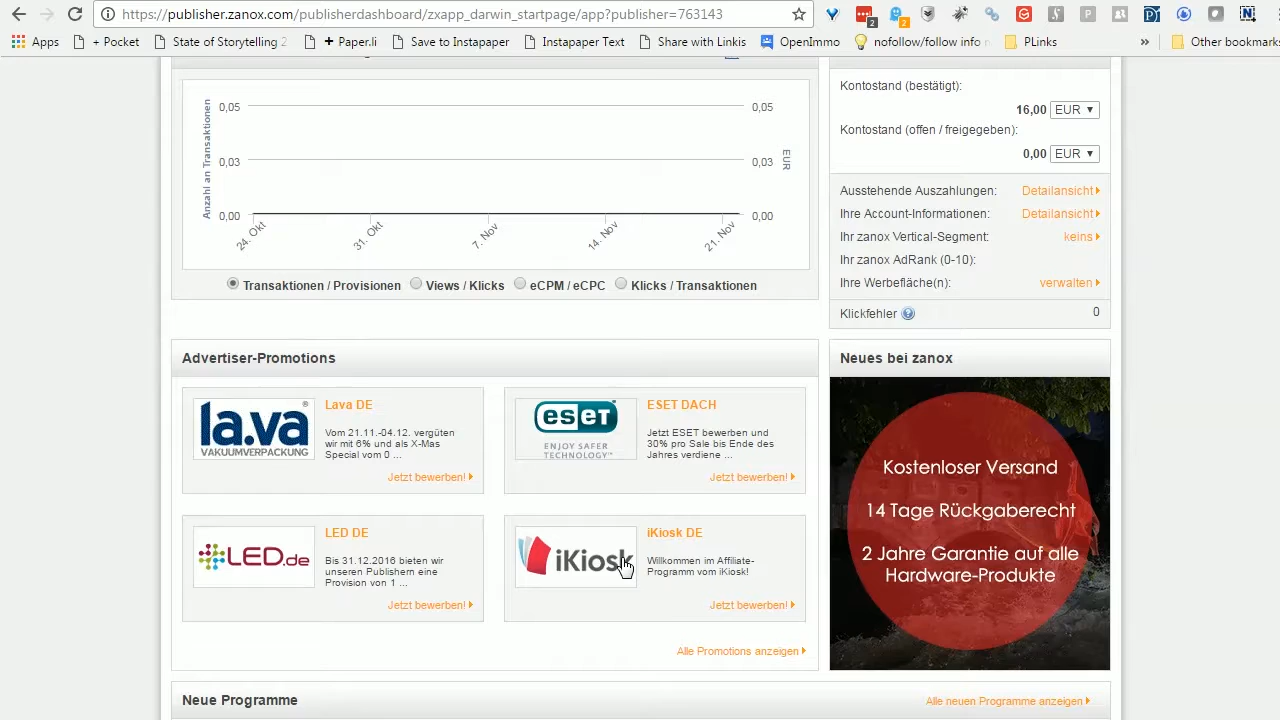 https://publisher.zanox.com/publisherdashboard/zxapp_darwin_startpage/app?publisher=763143
Apps
+ Pocket
State of Storytelling 2
+ Paper.li
Save to Instapaper
Instapaper Text
Share with Linkis
OpenImmo
nofollow/follow info
PLinks
»
Other bookmarks
Anzahl an Transaktionen
0,05
0,03
0,00
0,05
0,03
0,00
EUR
24. Okt
31. Okt
7. Nov
14. Nov
21. Nov
Transaktionen / Provisionen
Views / Klicks
eCPM / eCPC
Klicks / Transaktionen
Kontostand (bestätigt):
16,00 EUR
Kontostand (offen / freigegeben):
0,00 EUR
Ausstehende Auszahlungen: Detailansicht
Ihre Account-Informationen: Detailansicht
Ihr zanox Vertical-Segment: keins
Ihr zanox AdRank (0-10):
Ihre Werbefläche(n): verwalten
Klickfehler ? 0
Advertiser-Promotions
la.va®
VAKUUMVERPACKUNG
Lava DE
Vom 21.11.-04.12. vergüten
wir mit 6% und als X-Mas
Special vom 0 ...
Jetzt bewerben!
eseT
ENJOY SAFER
TECHNOLOGY™
ESET DACH
Jetzt ESET bewerben und
30% pro Sale bis Ende des
Jahres verdiene ...
Jetzt bewerben!
LED.de
LED DE
Bis 31.12.2016 bieten wir
unseren Publishern eine
Provision von 1 ...
Jetzt bewerben!
iKiosk
iKiosk DE
Willkommen im Affiliate-
Programm vom iKiosk!
Jetzt bewerben!
Alle Promotions anzeigen
Neues bei zanox
Kostenloser Versand
14 Tage Rückgaberecht
2 Jahre Garantie auf alle
Hardware-Produkte
Neue Programme
Alle neuen Programme anzeigen